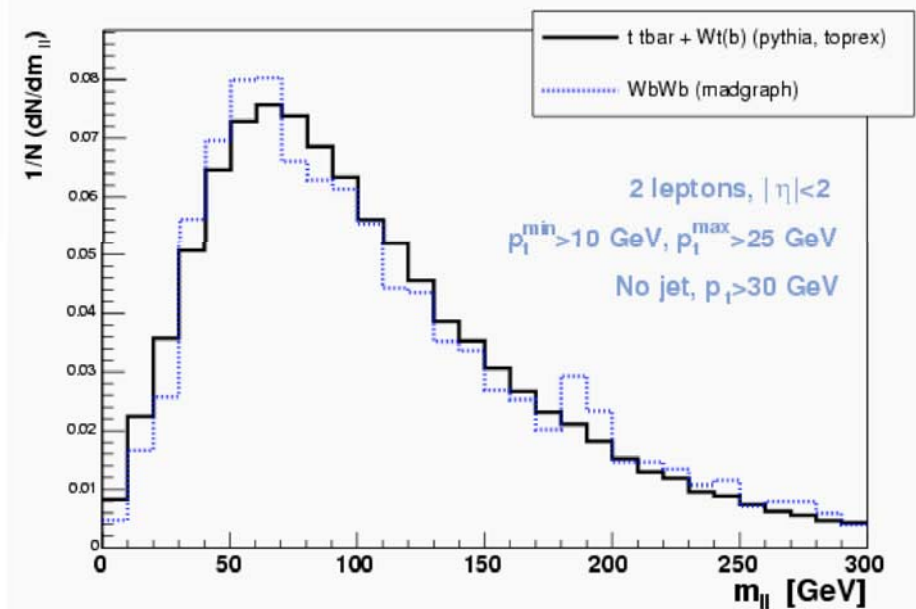 t tbar + Wt(b) (pythia, toprex)
WbWb (madgraph)
1/N (dN/dm_ll)
0.08
0.07
0.06
0.05
0.04
0.03
0.02
0.01
0
2 leptons, |η|<2
p_t^min>10 GeV, p_t^max>25 GeV
No jet, p_t>30 GeV
0 50 100 150 200 250 300
m_ll [GeV]